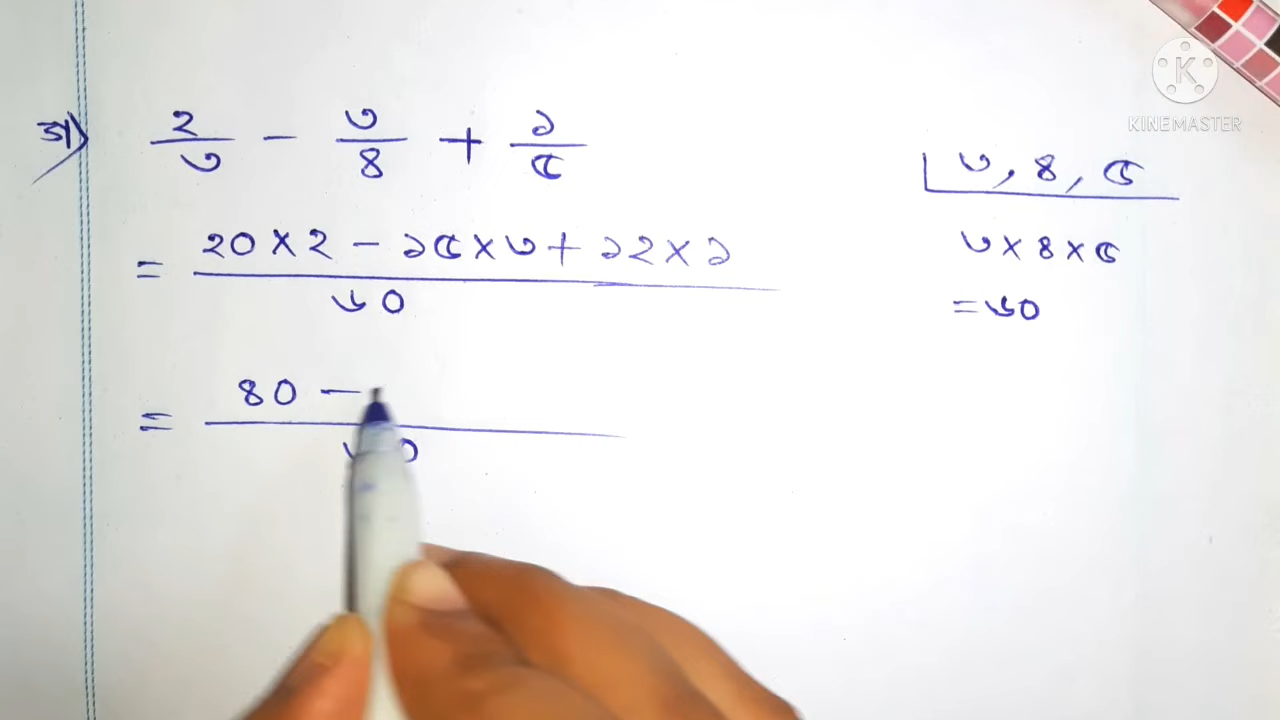 অ) ২/৩ - ৩/৪ + ১/৫
৩, ৪, ৫
= ২০×২ - ১৫×৩ + ১২×১ / ৬০
৩×৪×৫
= ৬০
= ৪০ - / ৬০
KINEMASTER